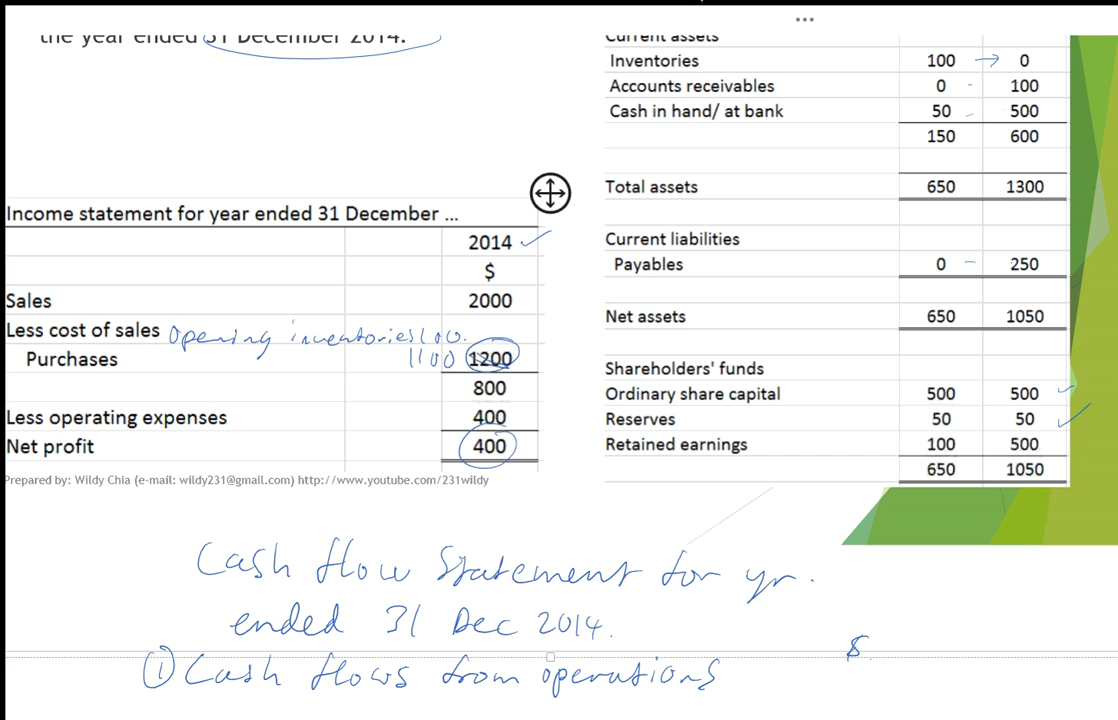 the year ended 31 December 2014.
Income statement for year ended 31 December ...
2014
$
Sales 2000
Less cost of sales Opening inventories 100.
Purchases 1100 1200
800
Less operating expenses 400
Net profit 400
Prepared by: Wildy Chia (e-mail: wildy231@gmail.com) http://www.youtube.com/231wildy
Current assets
Inventories 100 → 0
Accounts receivables 0 - 100
Cash in hand/ at bank 50 - 500
150 600
Total assets 650 1300
Current liabilities
Payables 0 - 250
Net assets 650 1050
Shareholders' funds
Ordinary share capital 500 500
Reserves 50 50
Retained earnings 100 500
650 1050
Cash flow Statement for yr.
ended 31 Dec 2014.
$
① Cash flows from operations